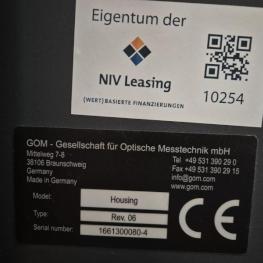 Eigentum der
NIV Leasing
(WERT)BASIERTE FINANZIERUNGEN
10254
GOM - Gesellschaft für Optische Messtechnik mbH
Mittelweg 7-8
38106 Braunschweig
Germany
Made in Germany
Tel +49 531 390 29 0
Fax +49 531 390 29 15
info@gom.com
www.gom.com
Model: Housing
Type: Rev. 06
Serial number: 1661300080-4
CE